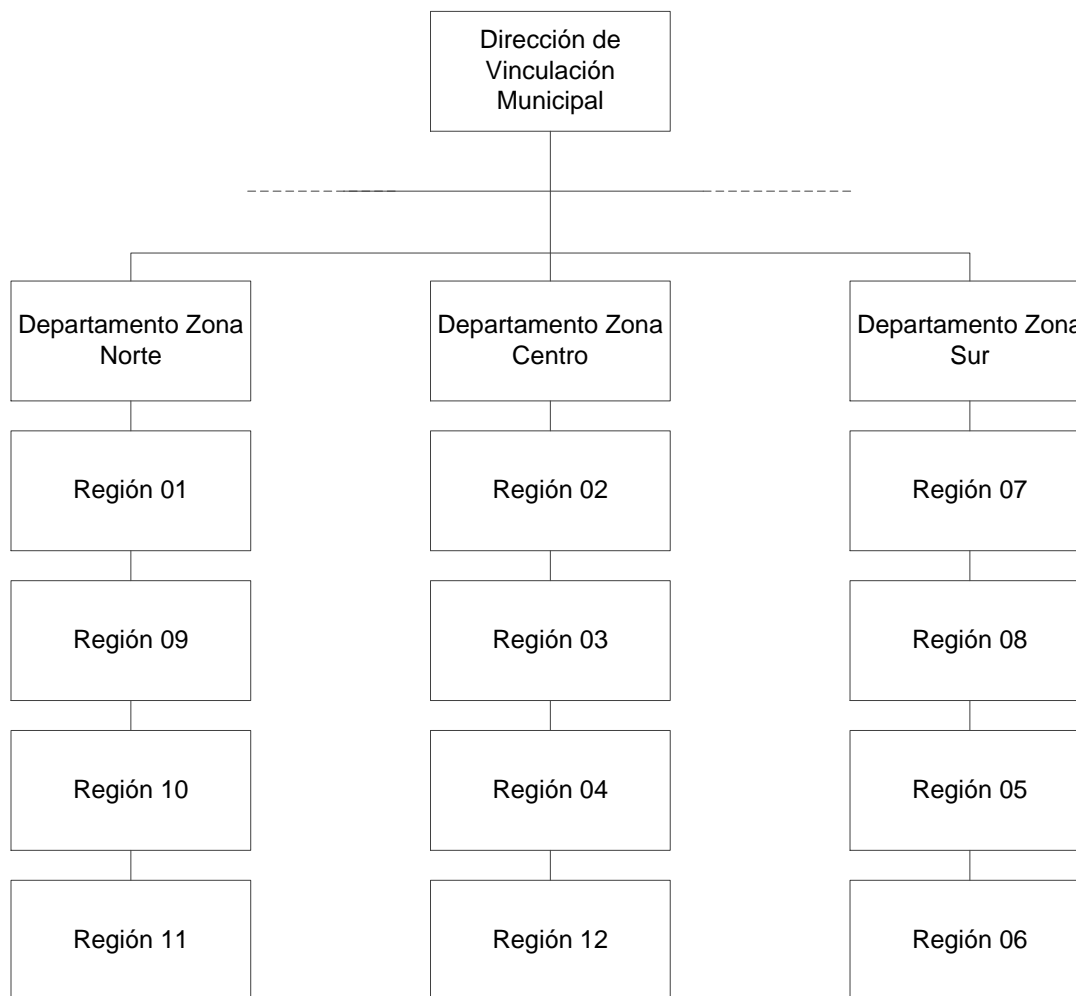 Dirección de
Vinculación
Municipal
Departamento Zona
Norte
Departamento Zona
Centro
Departamento Zona
Sur
Región 01
Región 02
Región 07
Región 09
Región 03
Región 08
Región 10
Región 04
Región 05
Región 11
Región 12
Región 06